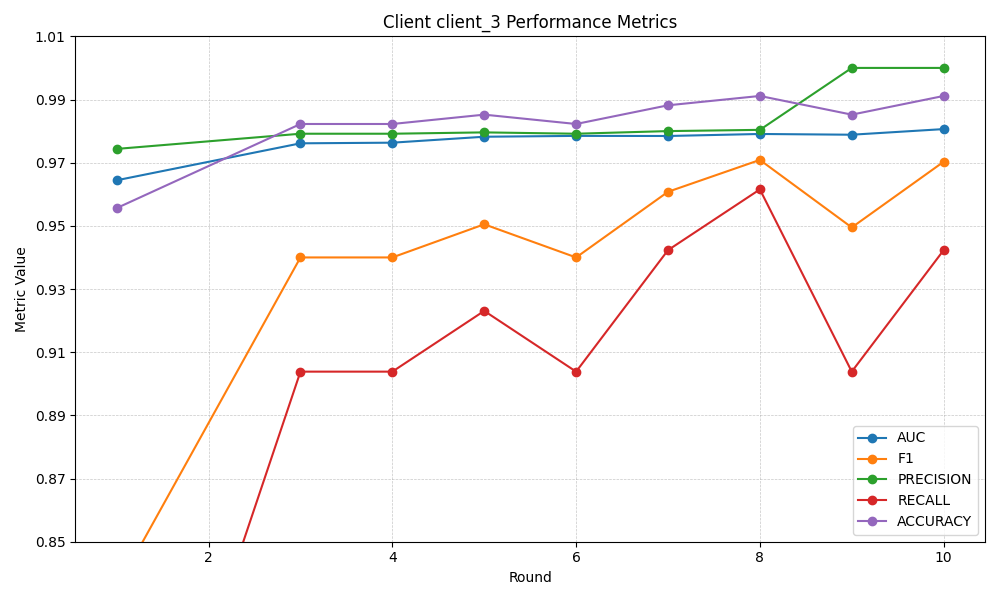 Client client_3 Performance Metrics
Metric Value
1.01
0.99
0.97
0.95
0.93
0.91
0.89
0.87
0.85
2
4
6
8
10
Round
AUC
F1
PRECISION
RECALL
ACCURACY